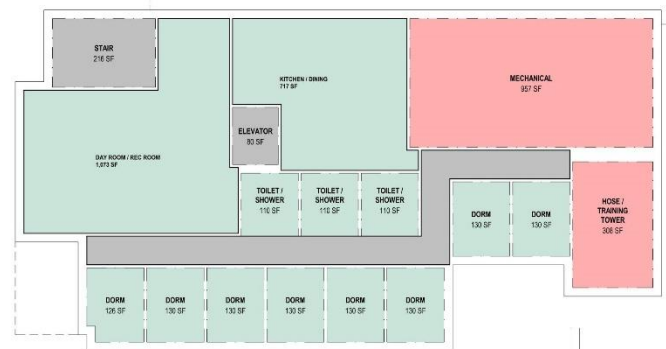 STAIR
216 SF
KITCHEN / DINING
717 SF
MECHANICAL
957 SF
ELEVATOR
80 SF
DAY ROOM / REC ROOM
1,073 SF
TOILET /
SHOWER
110 SF
TOILET /
SHOWER
110 SF
TOILET /
SHOWER
110 SF
DORM
130 SF
DORM
130 SF
HOSE /
TRAINING
TOWER
308 SF
DORM
126 SF
DORM
130 SF
DORM
130 SF
DORM
130 SF
DORM
130 SF
DORM
130 SF